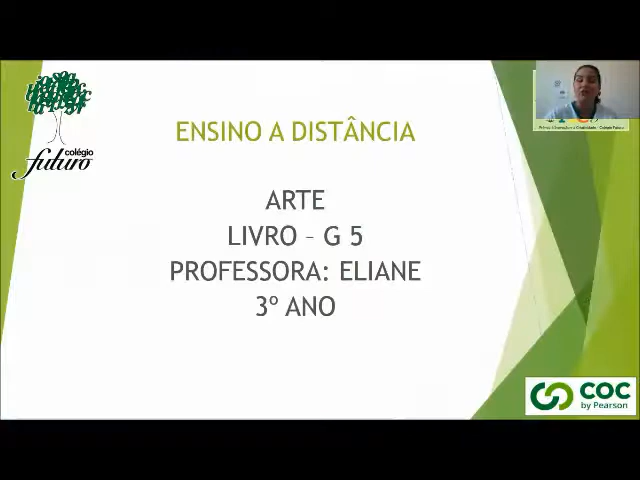 colégio
futuro
ENSINO A DISTÂNCIA
ARTE
LIVRO – G 5
PROFESSORA: ELIANE
3º ANO
COC
by Pearson